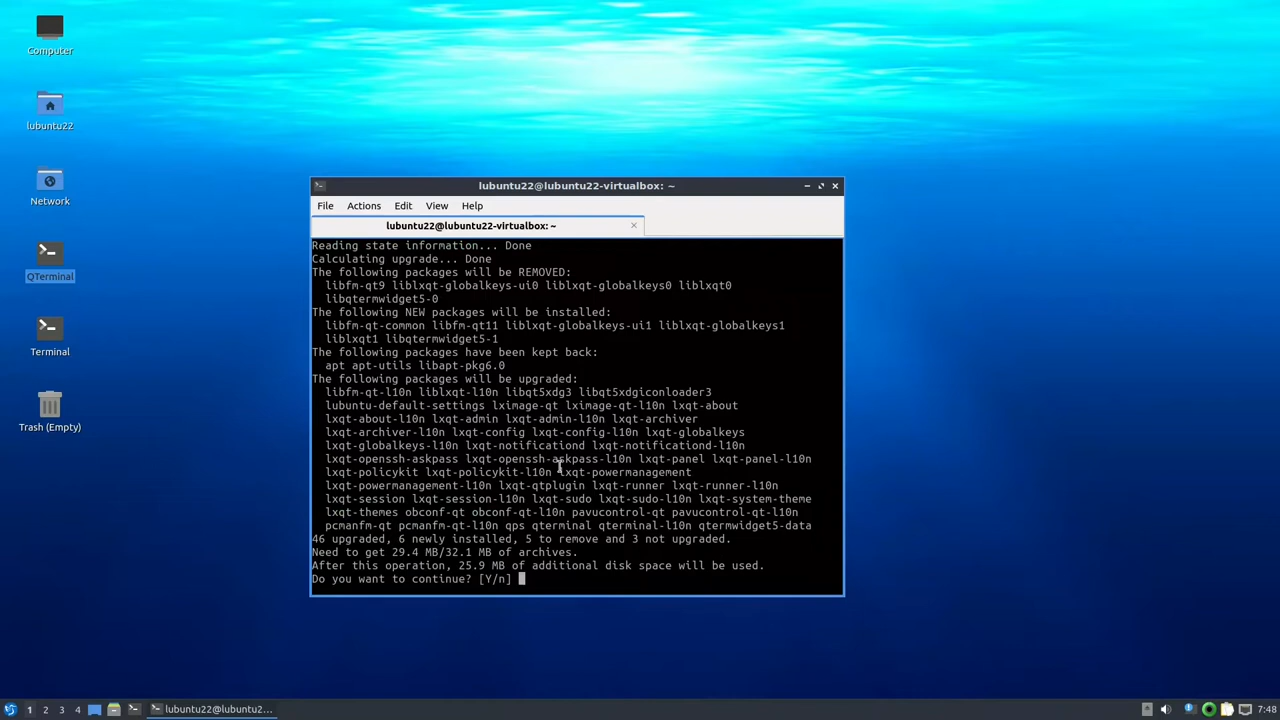 Computer
lubuntu22
Network
QTerminal
Terminal
Trash (Empty)
lubuntu22@lubuntu22-virtualbox: ~
File Actions Edit View Help
lubuntu22@lubuntu22-virtualbox: ~
Reading state information... Done
Calculating upgrade... Done
The following packages will be REMOVED:
libfm-qt9 liblxqt-globalkeys-ui0 liblxqt-globalkeys0 liblxqt0
libqtermwidget5-0
The following NEW packages will be installed:
libfm-qt-common libfm-qt11 liblxqt-globalkeys-ui1 liblxqt-globalkeys1
liblxqt1 libqtermwidget5-1
The following packages have been kept back:
apt apt-utils libapt-pkg6.0
The following packages will be upgraded:
libfm-qt-l10n liblxqt-l10n libqt5xdg3 libqt5xdgiconloader3
lubuntu-default-settings lximage-qt lximage-qt-l10n lxqt-about
lxqt-about-l10n lxqt-admin lxqt-admin-l10n lxqt-archiver
lxqt-archiver-l10n lxqt-config lxqt-config-l10n lxqt-globalkeys
lxqt-globalkeys-l10n lxqt-notificationd lxqt-notificationd-l10n
lxqt-openssh-askpass lxqt-openssh-askpass-l10n lxqt-panel lxqt-panel-l10n
lxqt-policykit lxqt-policykit-l10n lxqt-powermanagement
lxqt-powermanagement-l10n lxqt-qtplugin lxqt-runner lxqt-runner-l10n
lxqt-session lxqt-session-l10n lxqt-sudo lxqt-sudo-l10n lxqt-system-theme
lxqt-themes obconf-qt obconf-qt-l10n pavucontrol-qt pavucontrol-qt-l10n
pcmanfm-qt pcmanfm-qt-l10n qps qterminal qterminal-l10n qtermwidget5-data
46 upgraded, 6 newly installed, 5 to remove and 3 not upgraded.
Need to get 29.4 MB/32.1 MB of archives.
After this operation, 25.9 MB of additional disk space will be used.
Do you want to continue? [Y/n]
1 2 3 4 lubuntu22@lubuntu2... 7:48